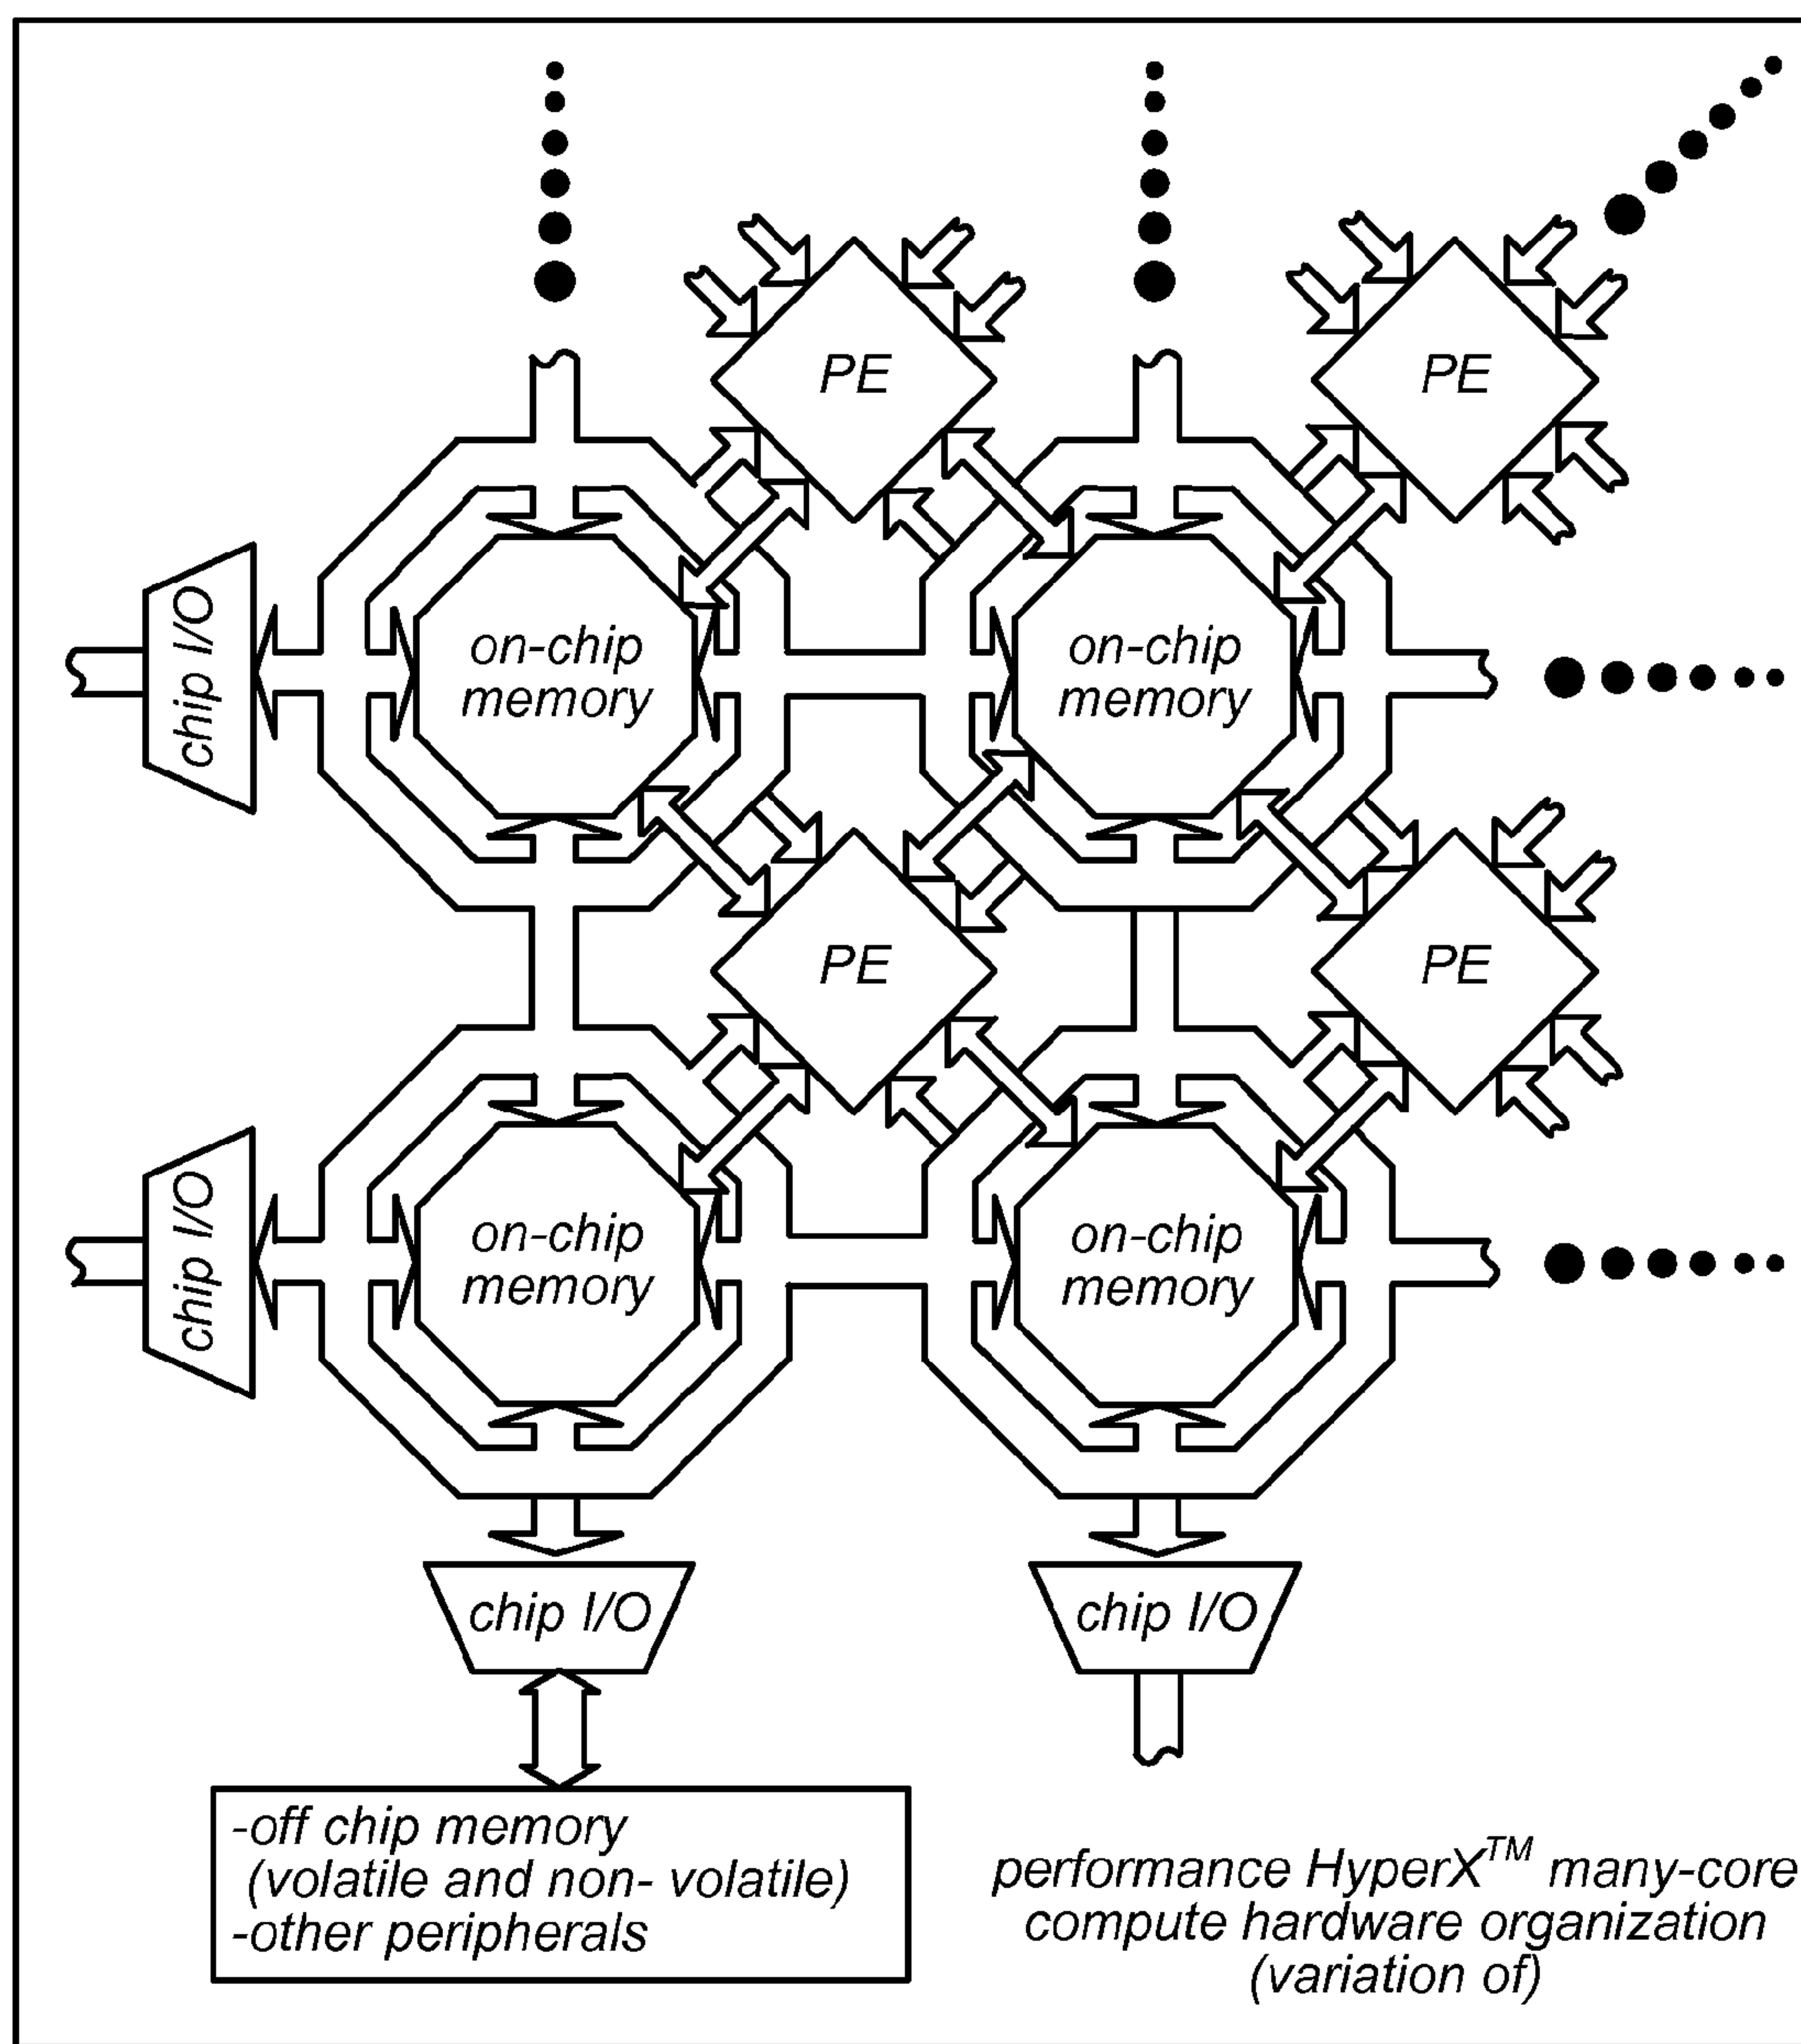 PE
PE
chip I/O
on-chip
memory
on-chip
memory
PE
PE
chip I/O
on-chip
memory
on-chip
memory
chip I/O
chip I/O
-off chip memory
(volatile and non- volatile)
-other peripherals
performance HyperX™ many-core
compute hardware organization
(variation of)